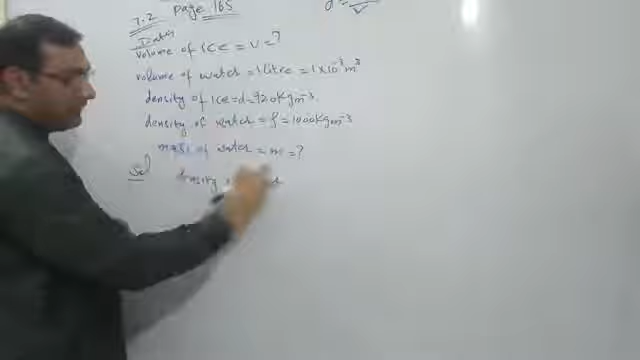 7.2 page 165
d = /v
Data
volume of ice = V = ?
volume of water = 1 litre = 1 x 10⁻³ m³
density of ice = d = 920 kgm⁻³
density of water = ρ = 1000 kgm⁻³
mass of water = m = ?
Sol density